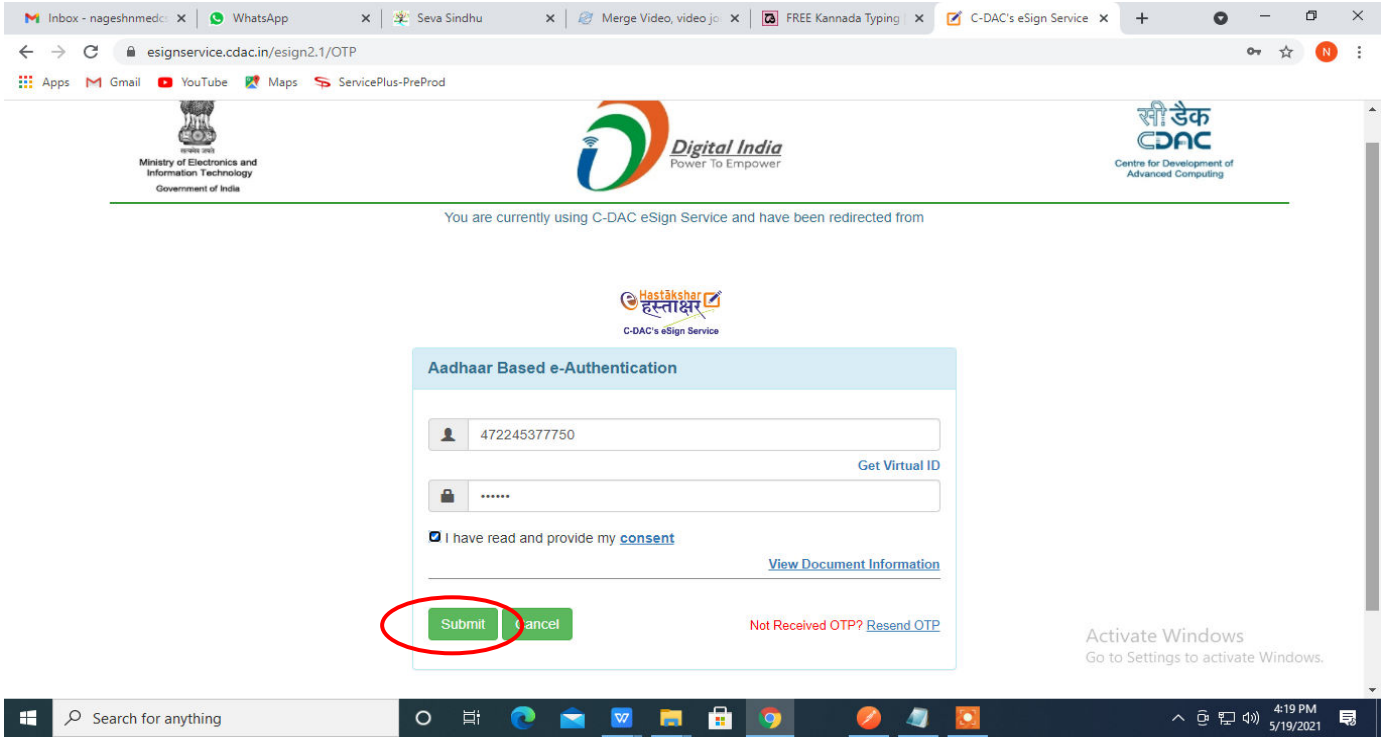 Inbox - nageshnmedc
WhatsApp
Seva Sindhu
Merge Video, video jo
FREE Kannada Typing
C-DAC's eSign Service
esignservice.cdac.in/esign2.1/OTP
N
Apps
Gmail
YouTube
Maps
ServicePlus-PreProd
Ministry of Electronics and
Information Technology
Government of India
Digital India
Power To Empower
सी डैक
CDAC
Centre for Development of
Advanced Computing
You are currently using C-DAC eSign Service and have been redirected from
e Hastākshar
हस्ताक्षर
C-DAC's eSign Service
Aadhaar Based e-Authentication
472245377750
Get Virtual ID
••••••
I have read and provide my consent
View Document Information
Submit
Cancel
Not Received OTP? Resend OTP
Activate Windows
Go to Settings to activate Windows.
Search for anything
4:19 PM
5/19/2021